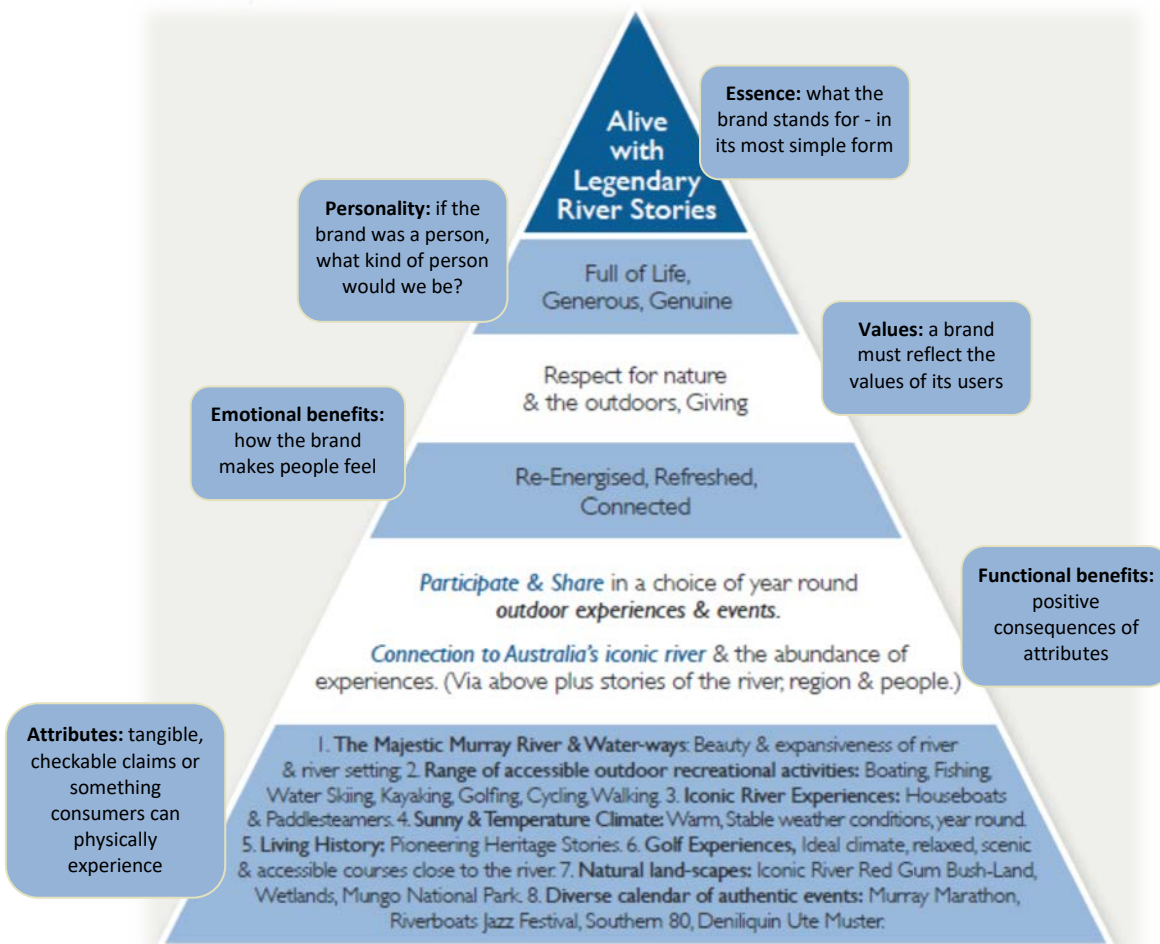 Alive
with
Legendary
River Stories
Essence: what the
brand stands for - in
its most simple form
Personality: if the
brand was a person,
what kind of person
would we be?
Full of Life,
Generous, Genuine
Values: a brand
must reflect the
values of its users
Respect for nature
& the outdoors, Giving
Emotional benefits:
how the brand
makes people feel
Re-Energised, Refreshed,
Connected
Functional benefits:
positive
consequences of
attributes
Participate & Share in a choice of year round
outdoor experiences & events.
Connection to Australia's iconic river & the abundance of
experiences. (Via above plus stories of the river, region & people.)
Attributes: tangible,
checkable claims or
something
consumers can
physically
experience
1. The Majestic Murray River & Water-ways: Beauty & expansiveness of river
& river setting. 2. Range of accessible outdoor recreational activities: Boating, Fishing,
Water Skiing, Kayaking, Golfing, Cycling, Walking. 3. Iconic River Experiences: Houseboats
& Paddlesteamers. 4. Sunny & Temperature Climate: Warm, Stable weather conditions, year round.
5. Living History: Pioneering Heritage Stories. 6. Golf Experiences, Ideal climate, relaxed, scenic
& accessible courses close to the river. 7. Natural land-scapes: Iconic River Red Gum Bush-Land,
Wetlands, Mungo National Park. 8. Diverse calendar of authentic events: Murray Marathon,
Riverboats Jazz Festival, Southern 80, Deniliquin Ute Muster.